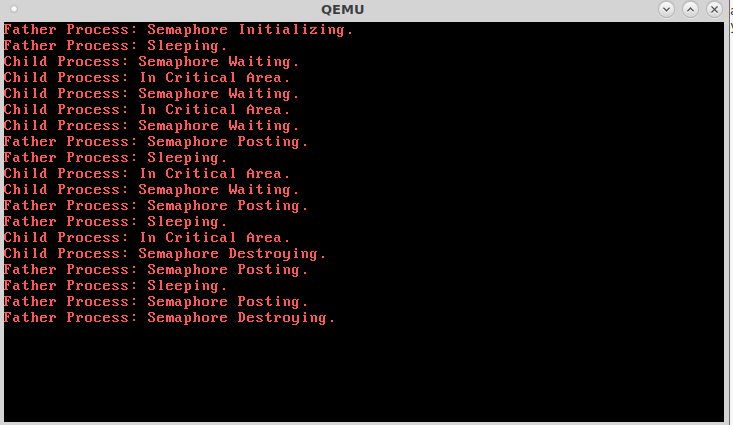 QEMU
Father Process: Semaphore Initializing.
Father Process: Sleeping.
Child Process: Semaphore Waiting.
Child Process: In Critical Area.
Child Process: Semaphore Waiting.
Child Process: In Critical Area.
Child Process: Semaphore Waiting.
Father Process: Semaphore Posting.
Father Process: Sleeping.
Child Process: In Critical Area.
Child Process: Semaphore Waiting.
Father Process: Semaphore Posting.
Father Process: Sleeping.
Child Process: In Critical Area.
Child Process: Semaphore Destroying.
Father Process: Semaphore Posting.
Father Process: Sleeping.
Father Process: Semaphore Posting.
Father Process: Semaphore Destroying.